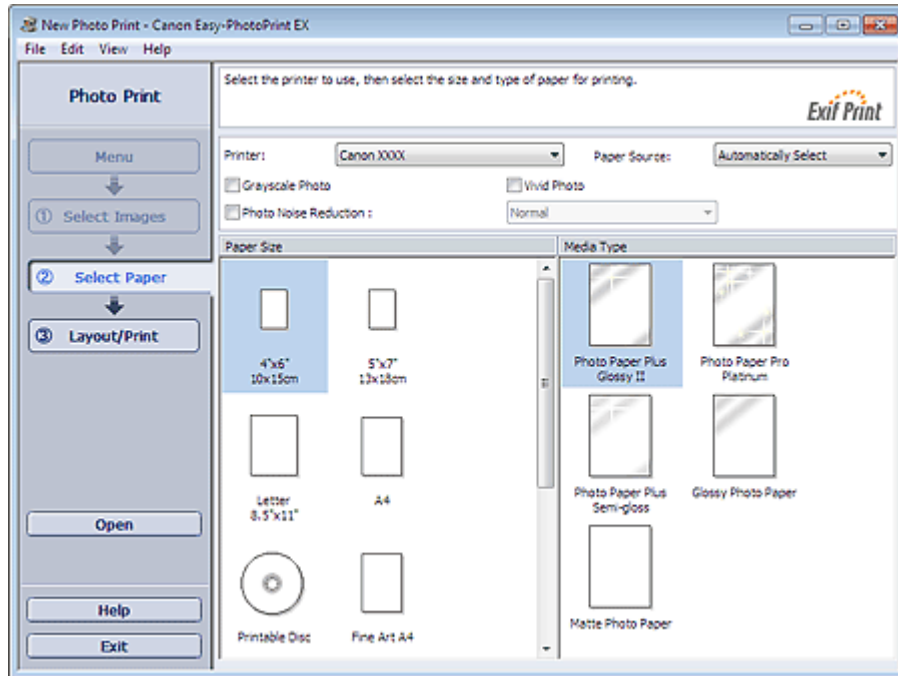 New Photo Print - Canon Easy-PhotoPrint EX
File Edit View Help
Photo Print
Select the printer to use, then select the size and type of paper for printing.
Exif Print
Menu
① Select Images
② Select Paper
③ Layout/Print
Open
Help
Exit
Printer: Canon XXXX Paper Source: Automatically Select
Grayscale Photo Vivid Photo
Photo Noise Reduction : Normal
Paper Size
4"x6"
10x15cm
5"x7"
13x18cm
Letter
8.5"x11"
A4
Printable Disc
Fine Art A4
Media Type
Photo Paper Plus
Glossy II
Photo Paper Pro
Platinum
Photo Paper Plus
Semi-gloss
Glossy Photo Paper
Matte Photo Paper